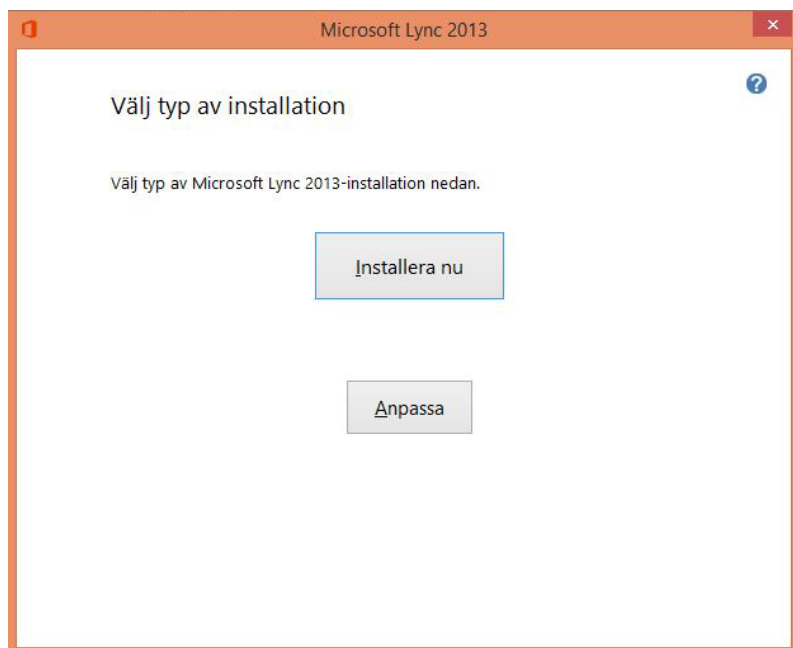 Microsoft Lync 2013
Välj typ av installation
Välj typ av Microsoft Lync 2013-installation nedan.
Installera nu
Anpassa